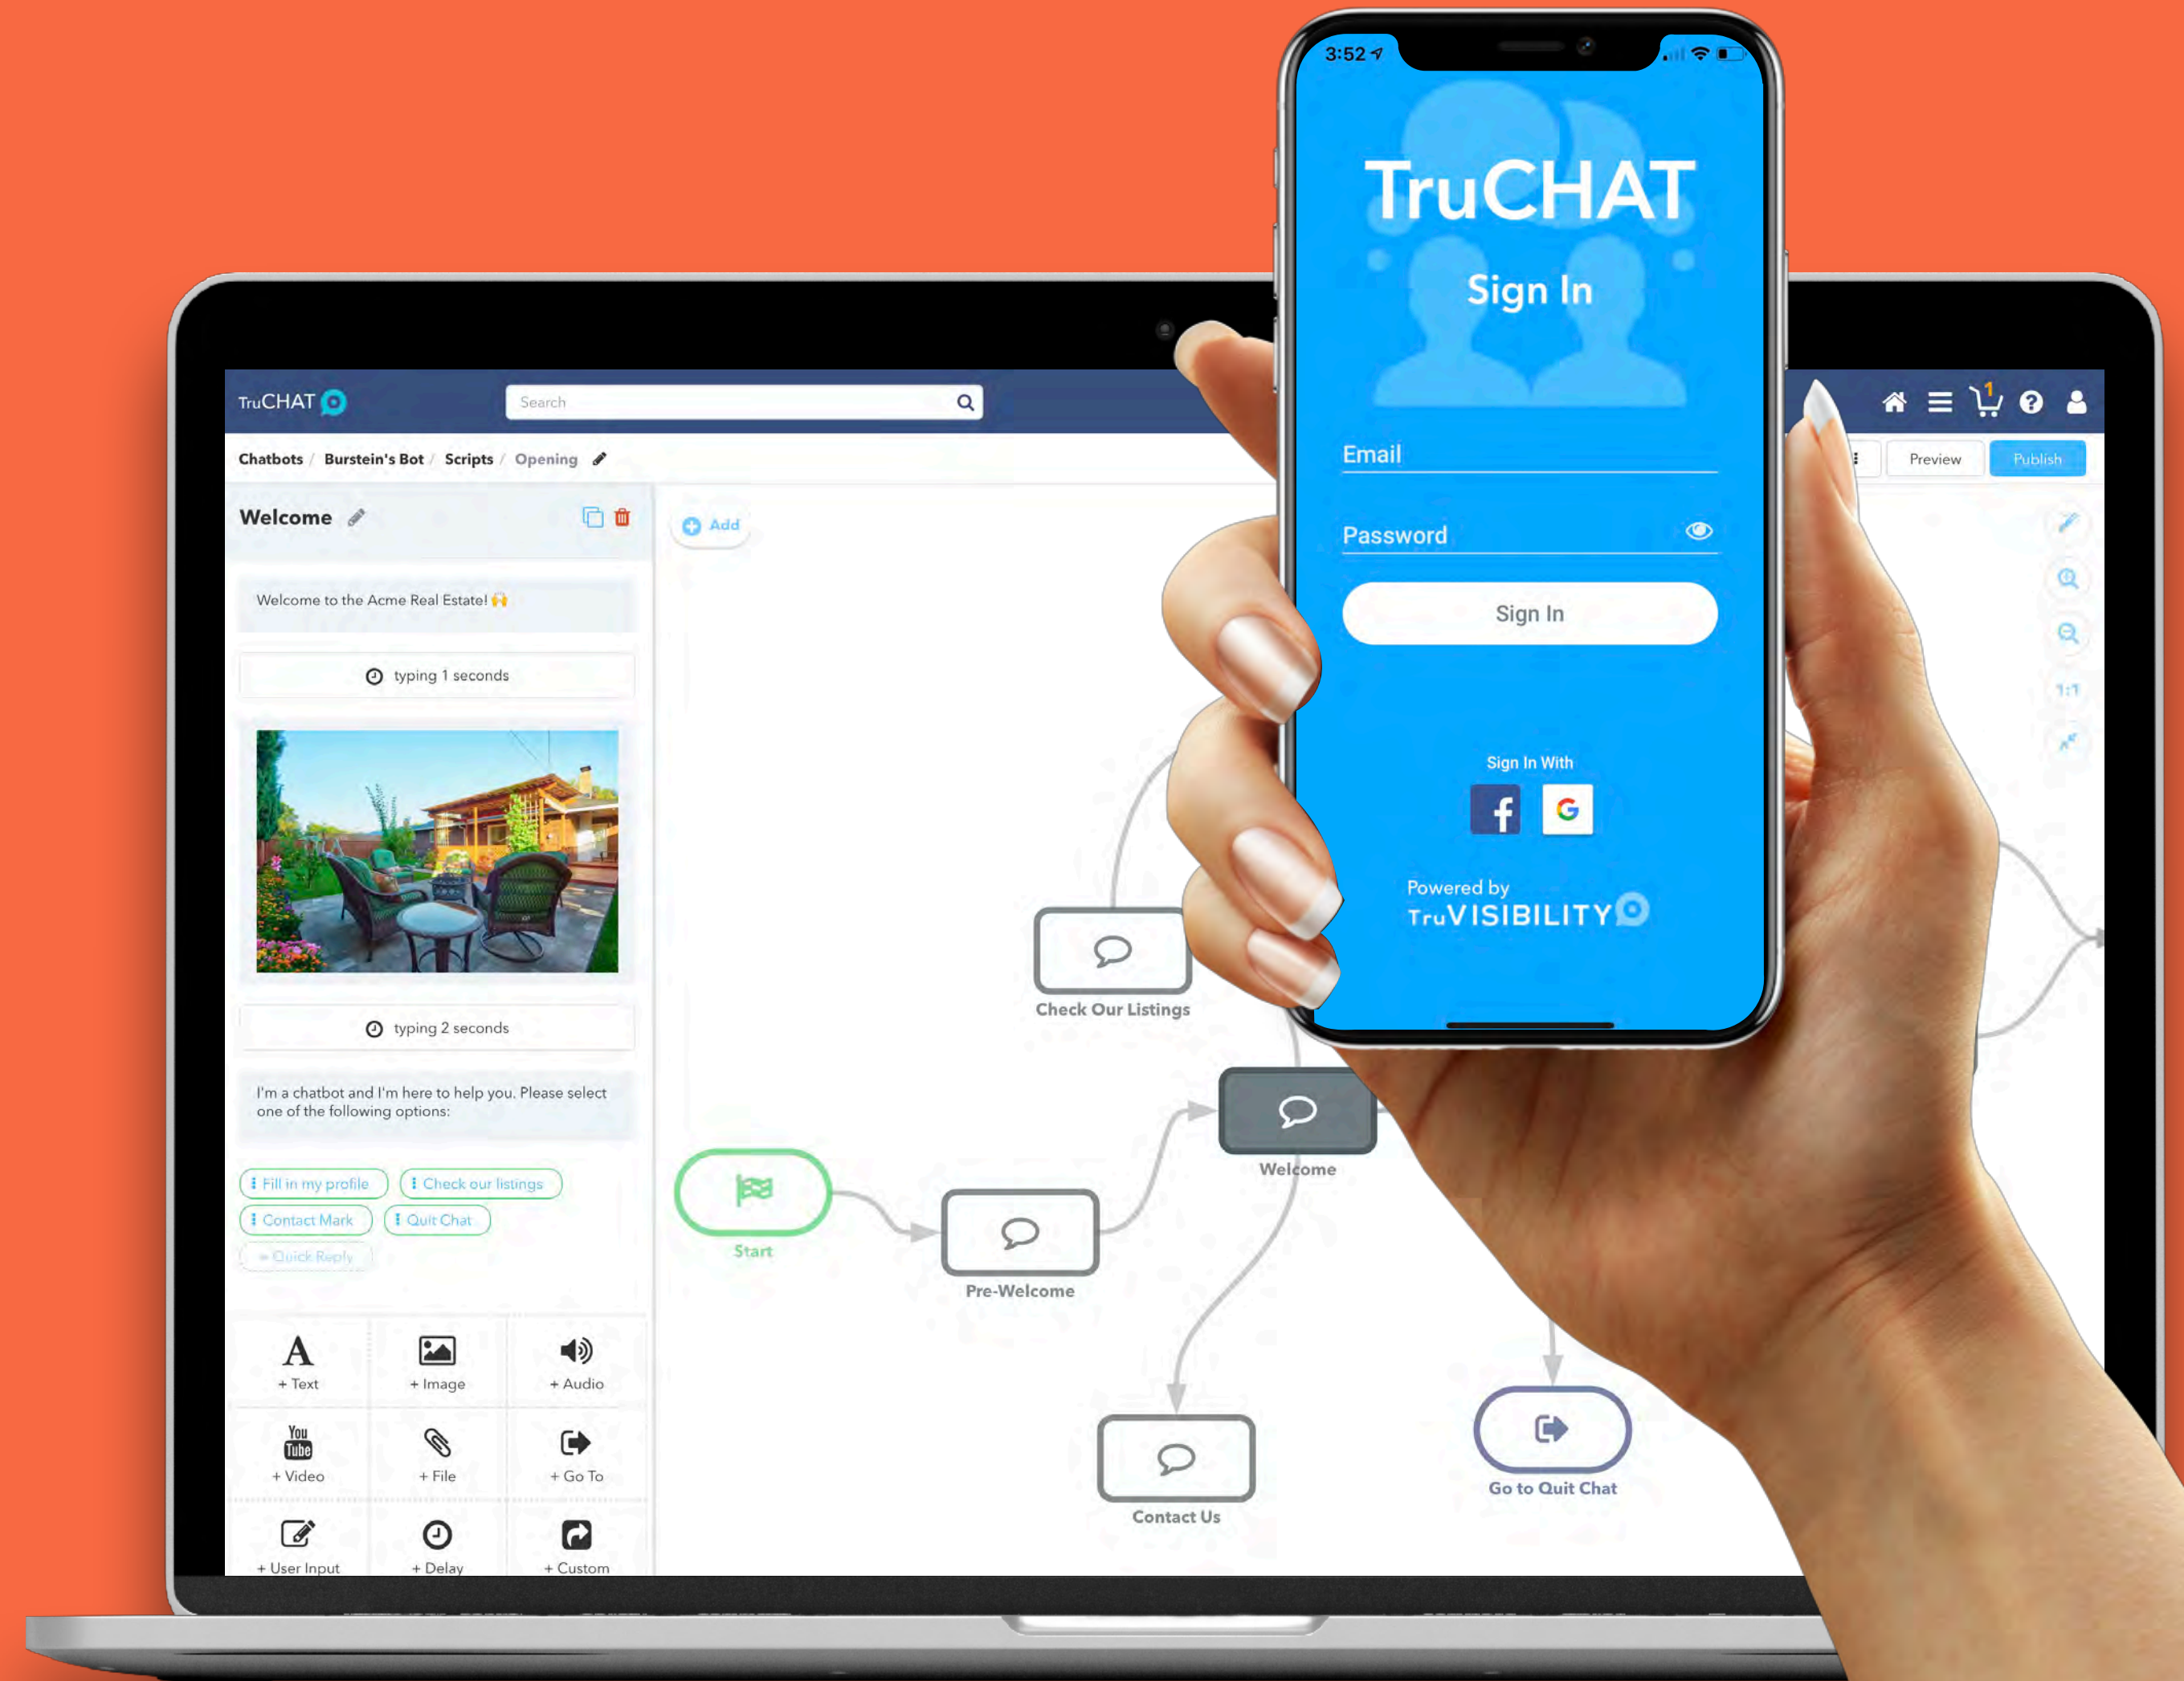 3:52
TruCHAT
Sign In
Email
Password
Sign In
Sign In With
f G
Powered by
TruVISIBILITY
TruCHAT
Search
1
Chatbots / Burstein's Bot / Scripts / Opening
Preview
Publish
Welcome
Add
Welcome to the Acme Real Estate! 🙌
typing 1 seconds
1:1
typing 2 seconds
I'm a chatbot and I'm here to help you. Please select
one of the following options:
Fill in my profile
Check our listings
Contact Mark
Quit Chat
+ Quick Reply
A
+ Text
+ Image
+ Audio
You
Tube
+ Video
+ File
+ Go To
+ User Input
+ Delay
+ Custom
Check Our Listings
Welcome
Start
Pre-Welcome
Contact Us
Go to Quit Chat